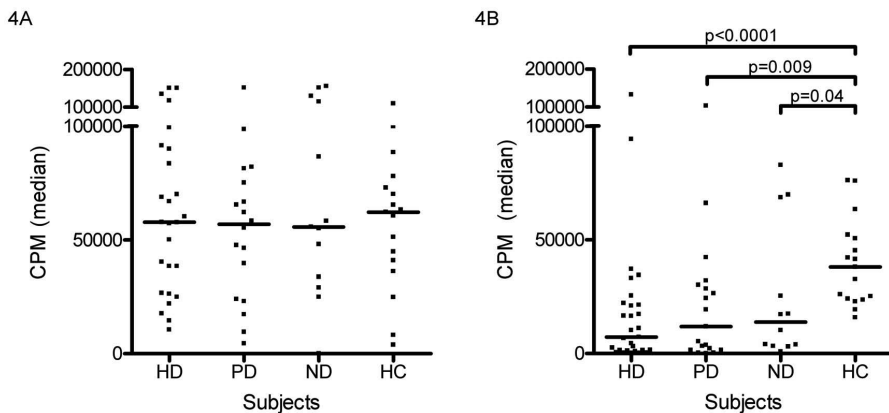 4A
200000
100000
100000
50000
0
CPM (median)
HD PD ND HC
Subjects
4B
p<0.0001
p=0.009
p=0.04
200000
100000
100000
50000
0
CPM (median)
HD PD ND HC
Subjects